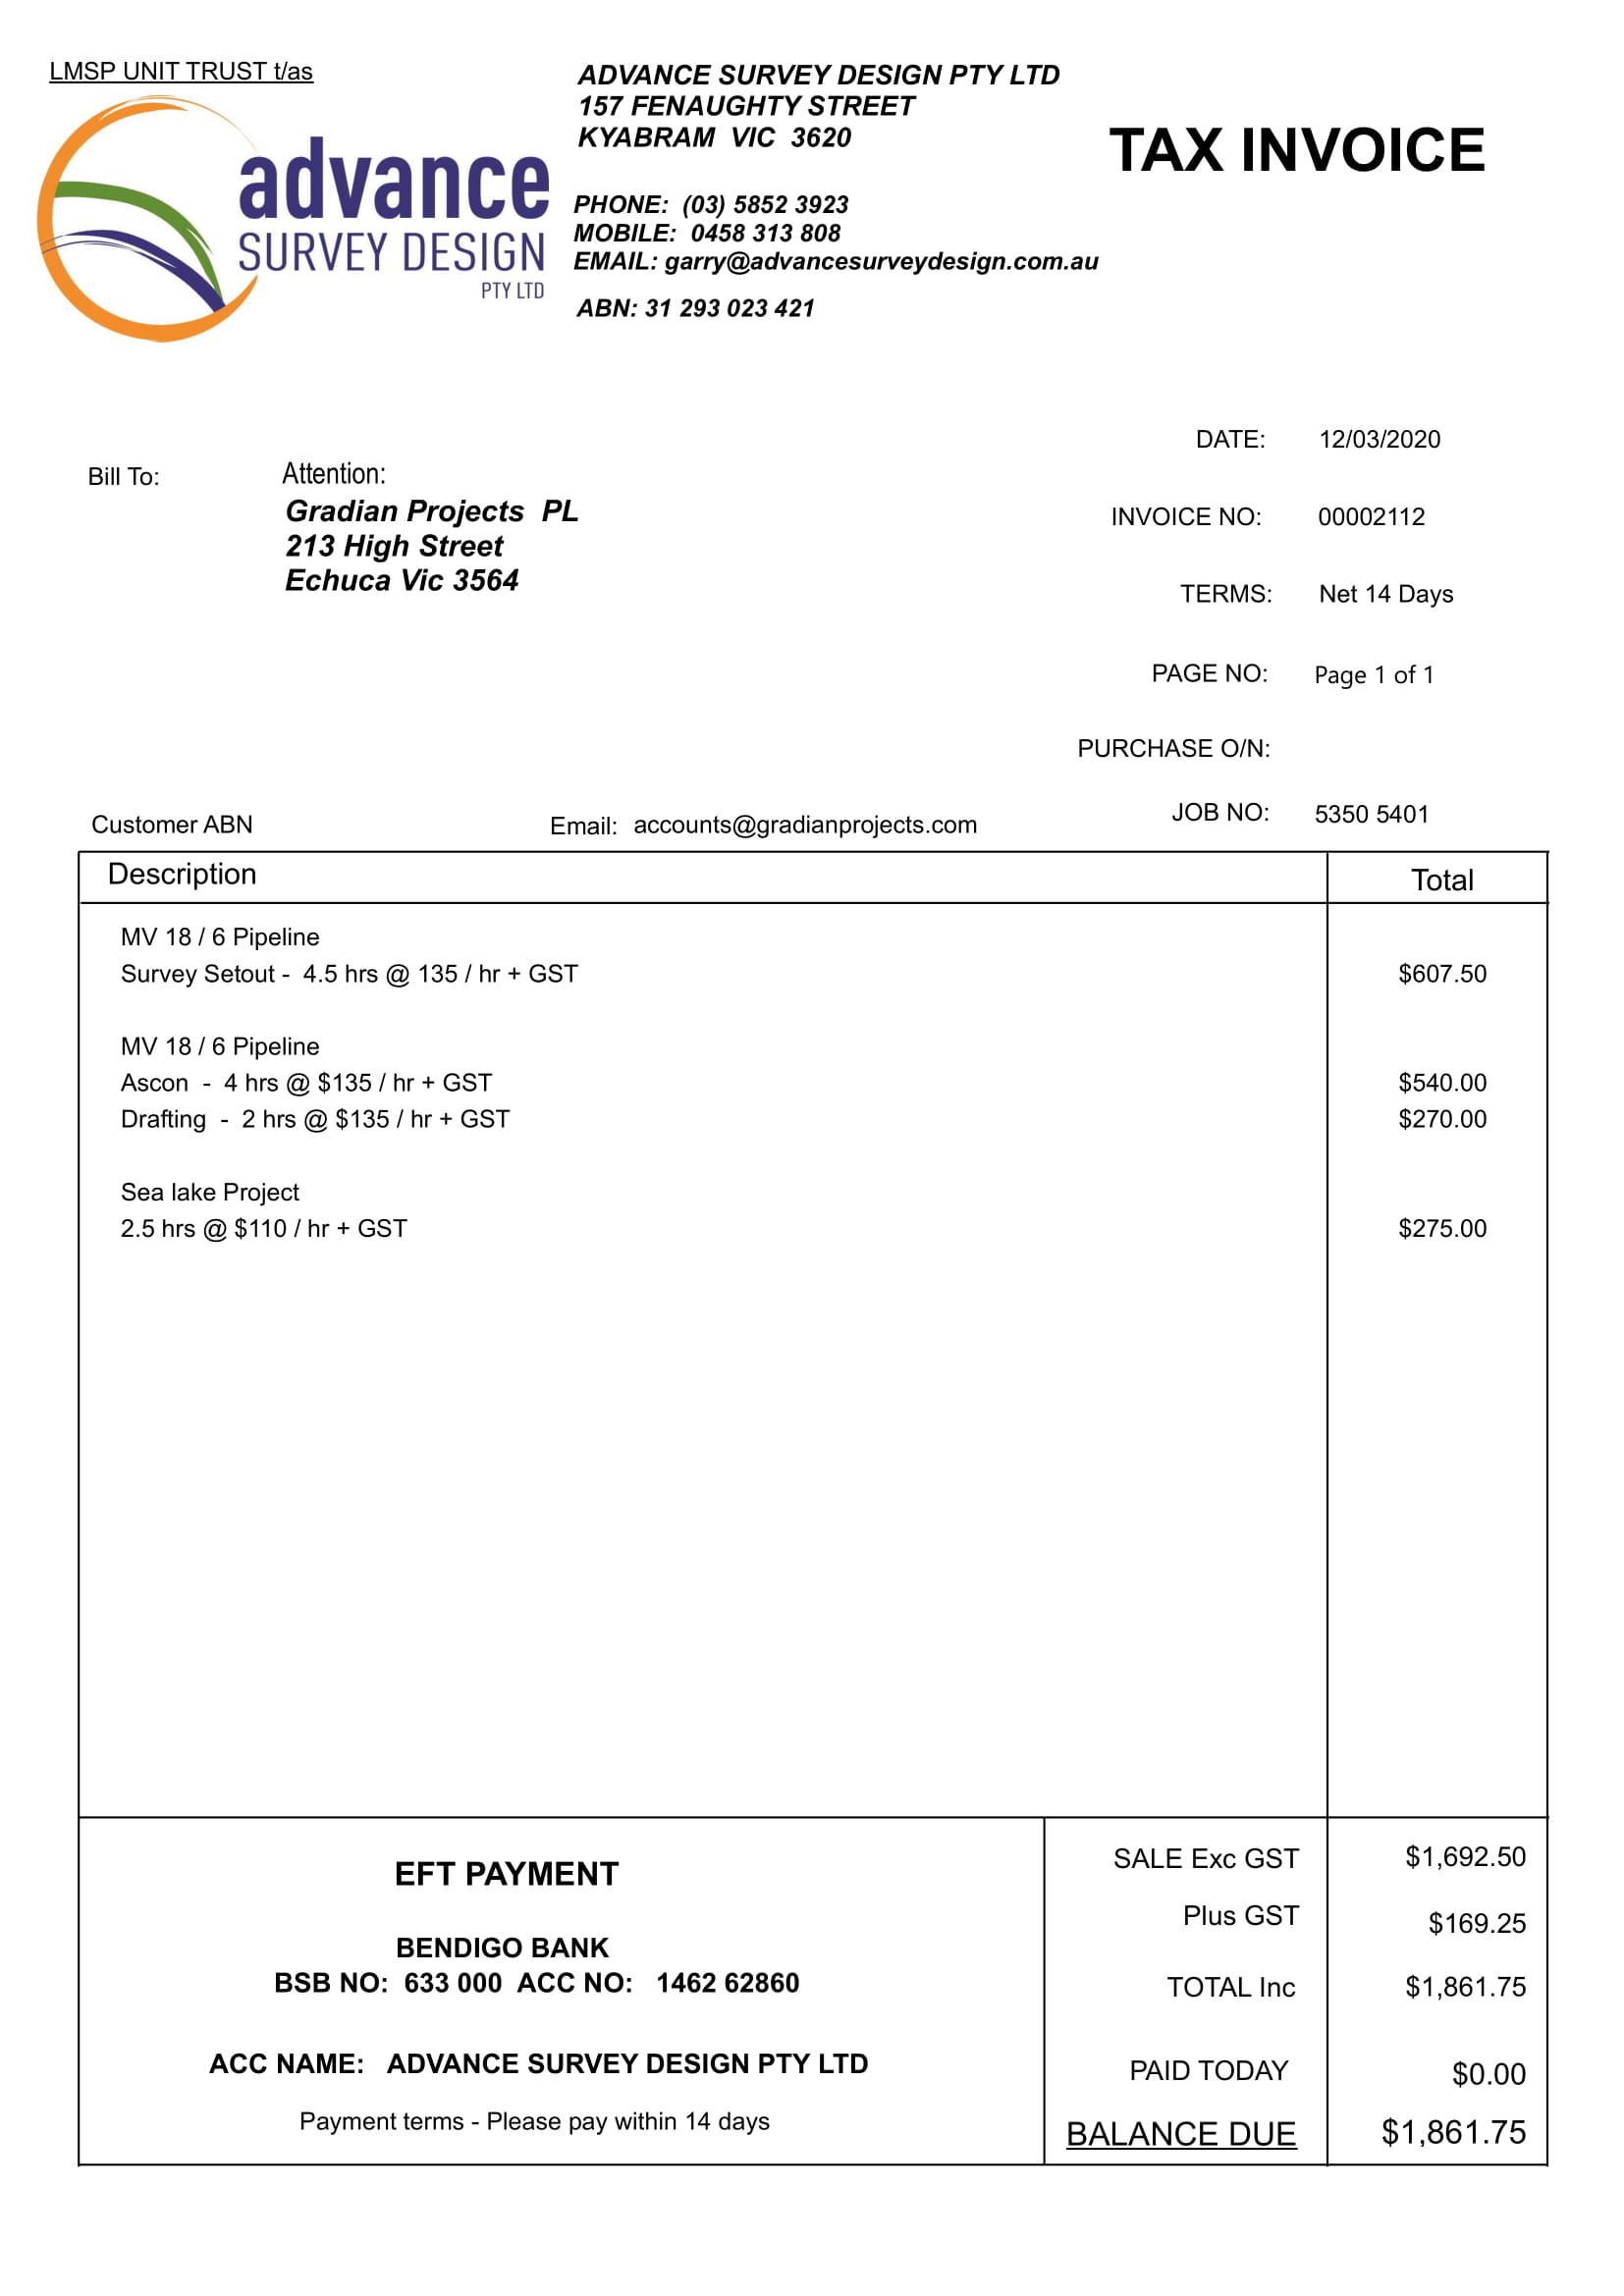 LMSP UNIT TRUST t/as
advance
SURVEY DESIGN
PTY LTD
ADVANCE SURVEY DESIGN PTY LTD
157 FENAUGHTY STREET
KYABRAM VIC 3620
PHONE: (03) 5852 3923
MOBILE: 0458 313 808
EMAIL: garry@advancesurveydesign.com.au
ABN: 31 293 023 421
TAX INVOICE
Bill To:
Attention:
Gradian Projects PL
213 High Street
Echuca Vic 3564
DATE: 12/03/2020
INVOICE NO: 00002112
TERMS: Net 14 Days
PAGE NO: Page 1 of 1
PURCHASE O/N:
JOB NO: 5350 5401
Customer ABN
Email: accounts@gradianprojects.com
Description Total
MV 18 / 6 Pipeline
Survey Setout - 4.5 hrs @ 135 / hr + GST $607.50
MV 18 / 6 Pipeline
Ascon - 4 hrs @ $135 / hr + GST $540.00
Drafting - 2 hrs @ $135 / hr + GST $270.00
Sea lake Project
2.5 hrs @ $110 / hr + GST $275.00
EFT PAYMENT
BENDIGO BANK
BSB NO: 633 000 ACC NO: 1462 62860
ACC NAME: ADVANCE SURVEY DESIGN PTY LTD
Payment terms - Please pay within 14 days
SALE Exc GST $1,692.50
Plus GST $169.25
TOTAL Inc $1,861.75
PAID TODAY $0.00
BALANCE DUE $1,861.75